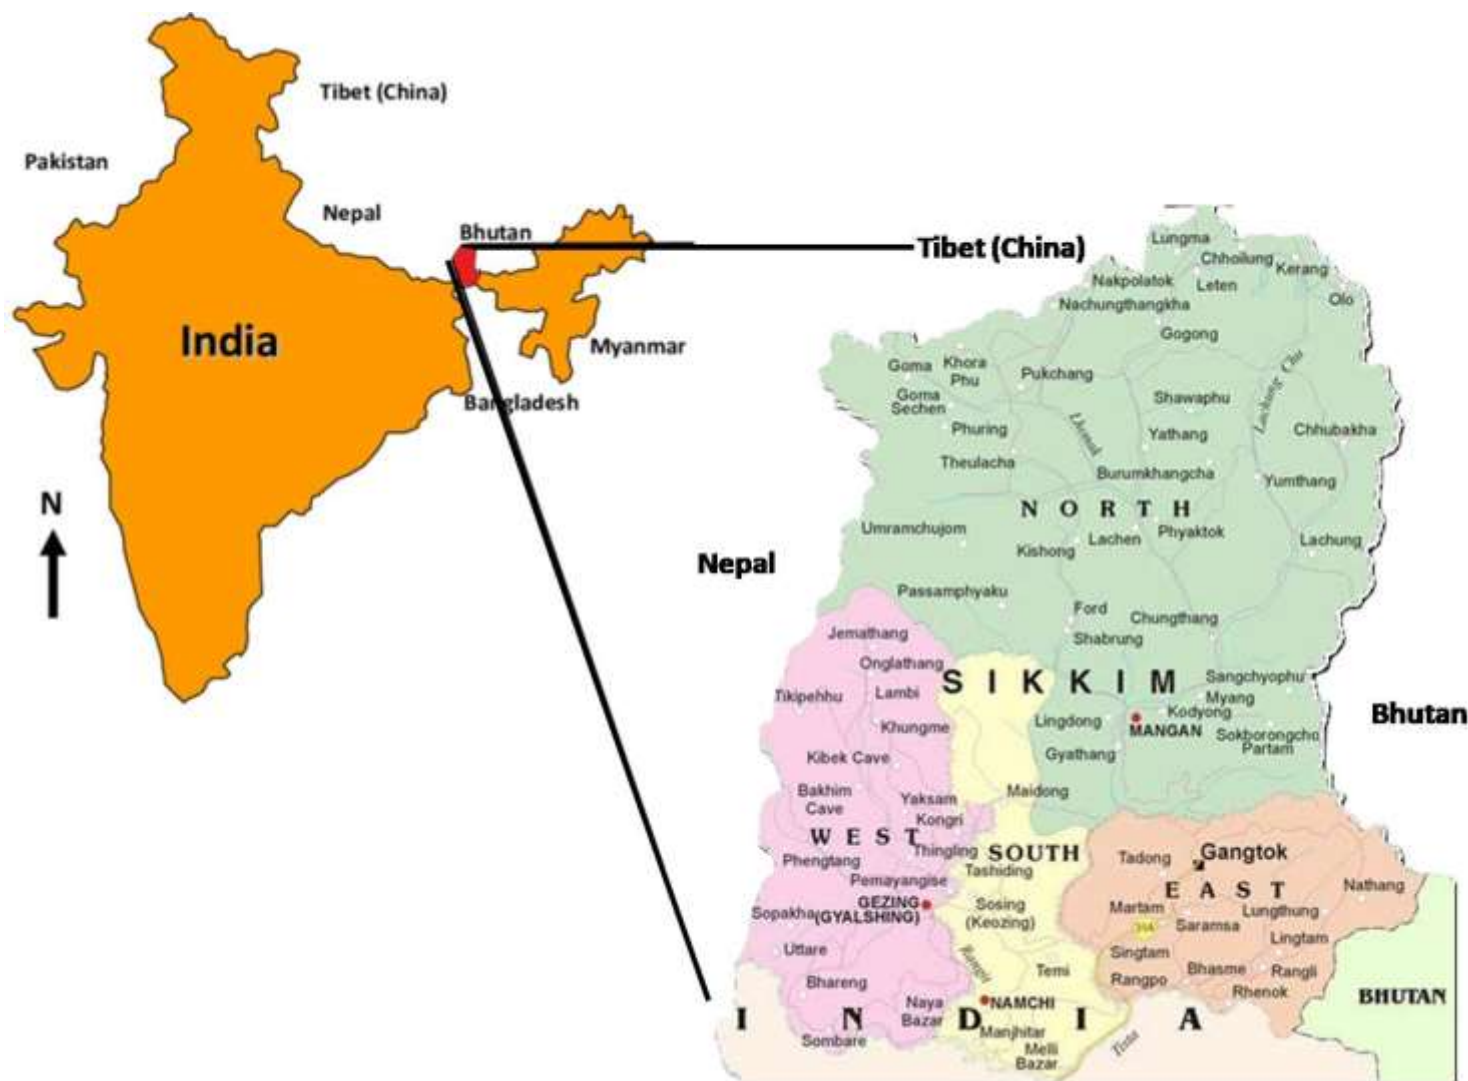 Tibet (China)
Pakistan
Nepal
Bhutan
India
Myanmar
Bangladesh
N
Tibet (China)
Lungma
Chhoilung
Kerang
Nakpolatok
Leten
Olo
Nachungthangkha
Gogong
Goma
Khora
Phu
Pukchang
Lachung Chu
Goma
Sechen
Shawaphu
Phuring
Yathang
Chhubakha
Theulacha
Burumkhangcha
Yumthang
NORTH
Umramchujom
Kishong
Lachen
Phyaktok
Lachung
Nepal
Passamphyaku
Ford
Chungthang
Shabrung
Jemathang
Onglathang
SIKKIM
Sangchyophu
Tikipehhu
Lambi
Myang
Kodyong
Bhutan
Khungme
Lingdong
MANGAN
Sokborongcho
Partam
Gyathang
Kibek Cave
Bakhim
Cave
Yaksam
Maidong
Kongri
WEST
Thingling
SOUTH
Tadong
Gangtok
Phengtang
Tashiding
Pemayangise
EAST
Nathang
GEZING
(GYALSHING)
Sopakha
Sosing
(Keozing)
Martam
Lungthung
31A
Saramsa
Lingtam
Uttare
Singtam
Rangit
Temi
Bhareng
Rangpo
Bhasme
Rangli
Rhenok
BHUTAN
Naya
Bazar
NAMCHI
INDIA
Sombare
Manjhitar
Melli
Bazar
Tista